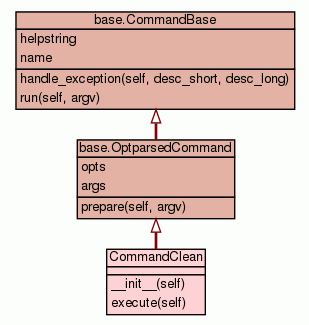 base.CommandBase
helpstring
name
handle_exception(self, desc_short, desc_long)
run(self, argv)
base.OptparsedCommand
opts
args
prepare(self, argv)
CommandClean
__init__(self)
execute(self)